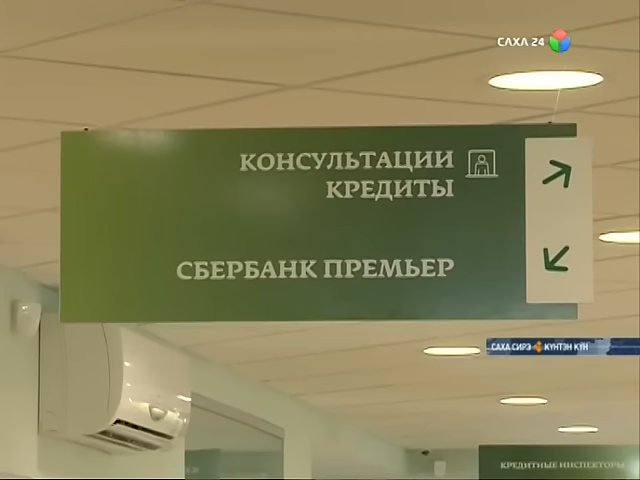 САХА 24
КОНСУЛЬТАЦИИ
КРЕДИТЫ
СБЕРБАНК ПРЕМЬЕР
САХА СИРЭ КҮНТЭН КҮН
КРЕДИТНЫЕ ИНСПЕКТОРЫ